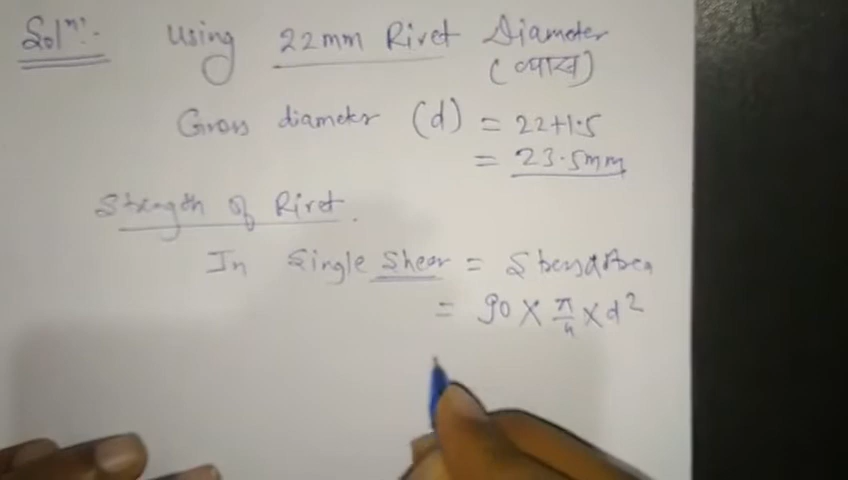 Solⁿ:- Using 22mm Rivet Diameter
(व्यास)
Gross diameter (d) = 22+1.5
= 23.5mm
Strength of Rivet.
In Single Shear = Stress×Area
= 90 × π/4 × d²